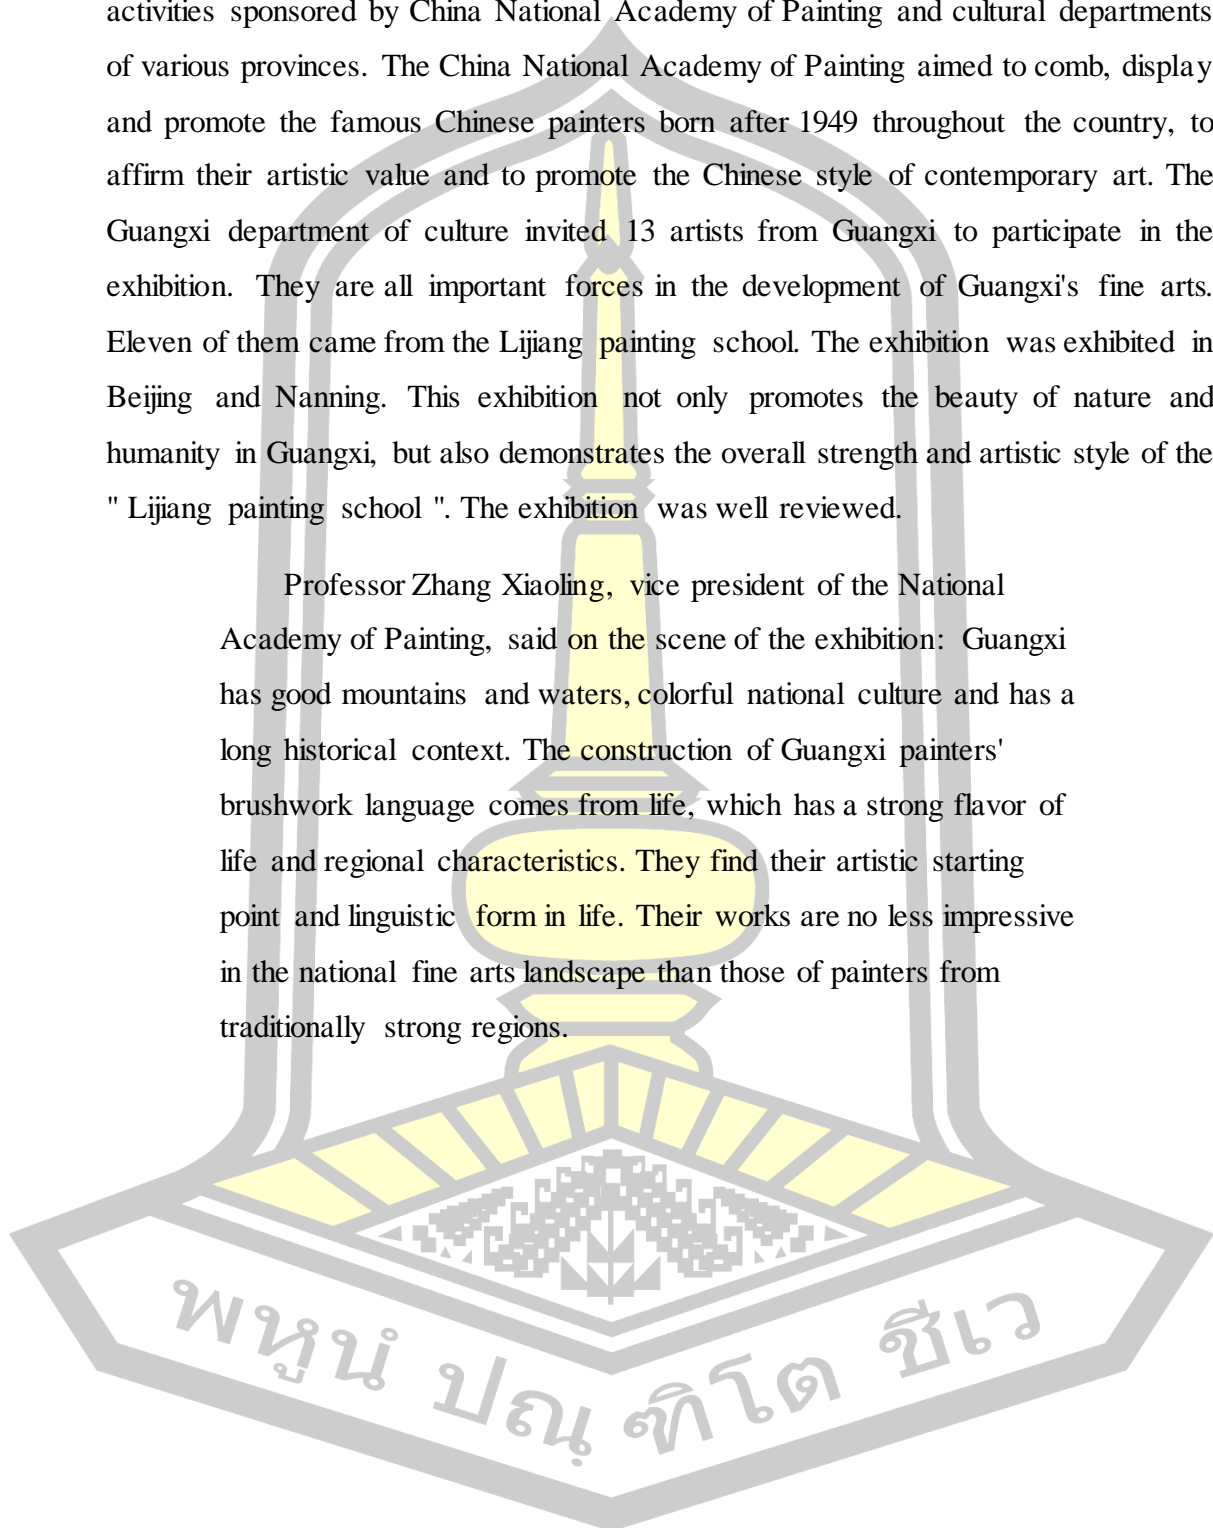 activities sponsored by China National Academy of Painting and cultural departments
of various provinces. The China National Academy of Painting aimed to comb, display
and promote the famous Chinese painters born after 1949 throughout the country, to
affirm their artistic value and to promote the Chinese style of contemporary art. The
Guangxi department of culture invited 13 artists from Guangxi to participate in the
exhibition. They are all important forces in the development of Guangxi's fine arts.
Eleven of them came from the Lijiang painting school. The exhibition was exhibited in
Beijing and Nanning. This exhibition not only promotes the beauty of nature and
humanity in Guangxi, but also demonstrates the overall strength and artistic style of the
" Lijiang painting school ". The exhibition was well reviewed.
Professor Zhang Xiaoling, vice president of the National
Academy of Painting, said on the scene of the exhibition: Guangxi
has good mountains and waters, colorful national culture and has a
long historical context. The construction of Guangxi painters'
brushwork language comes from life, which has a strong flavor of
life and regional characteristics. They find their artistic starting
point and linguistic form in life. Their works are no less impressive
in the national fine arts landscape than those of painters from
traditionally strong regions.
พหูนํ ปณฺฑิโต ชีเว